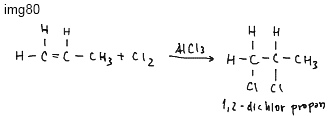 img80
H H H H
H-C=C-CH3 + Cl2 AlCl3 H-C-C-CH3
Cl Cl
1,2-dichlor propan